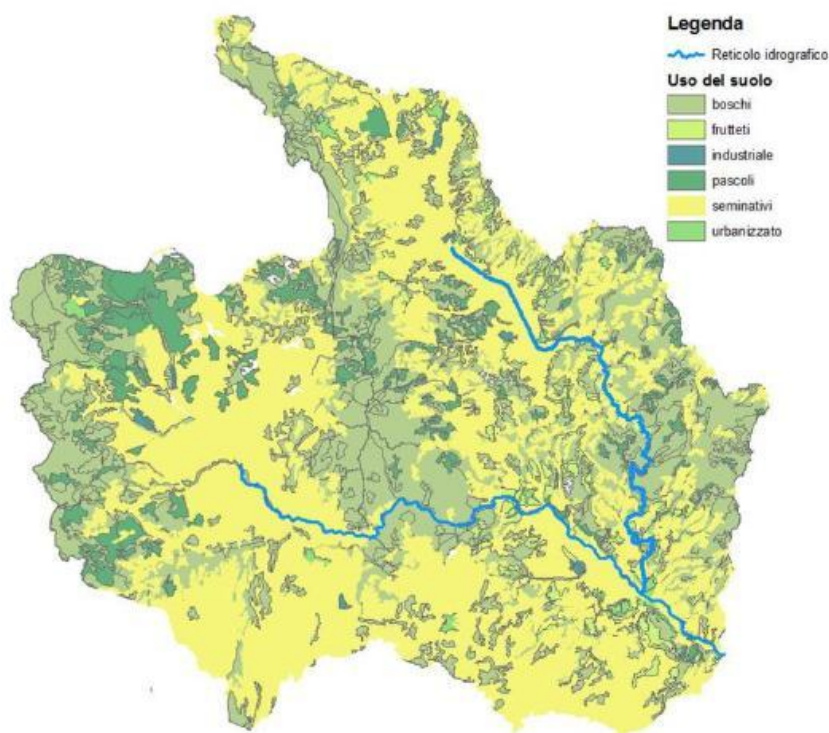 Legenda
Reticolo idrografico
Uso del suolo
boschi
frutteti
industriale
pascoli
seminativi
urbanizzato